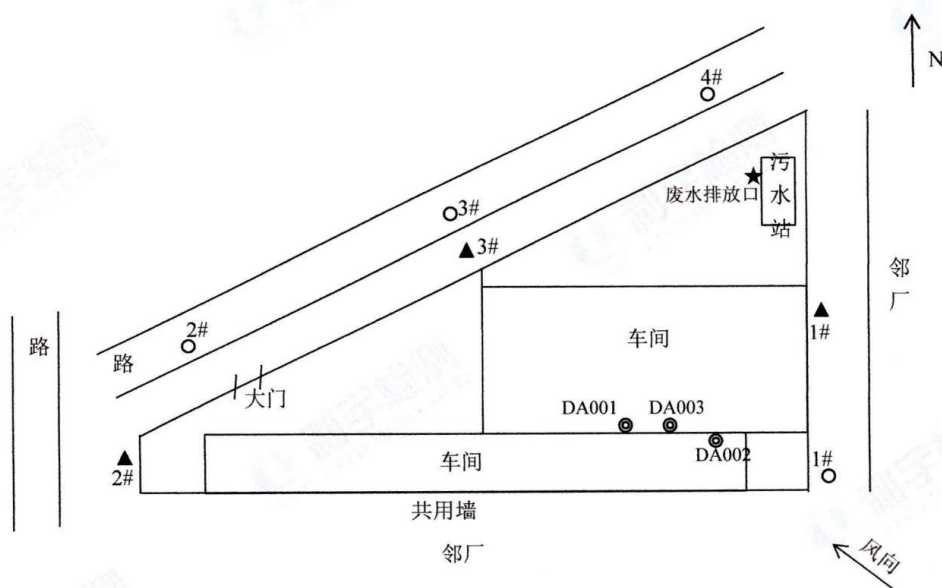 N
4#
污水站
废水排放口
3#
3#
邻厂
2#
1#
路
路
车间
大门
DA001
DA003
DA002
车间
1#
2#
共用墙
邻厂
风向